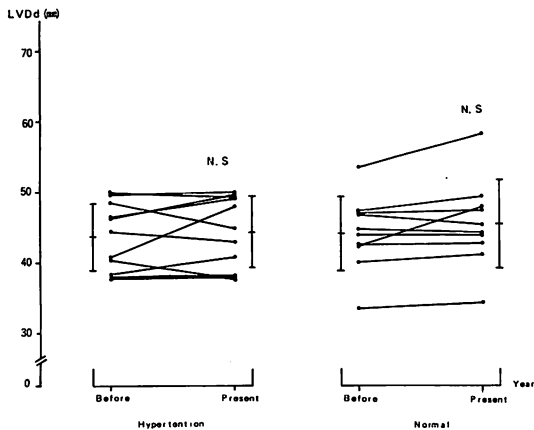 LVDd (mm)
70
60
50
40
30
0
N.S
N.S
Before
Present
Before
Present
Year
Hypertention
Normal